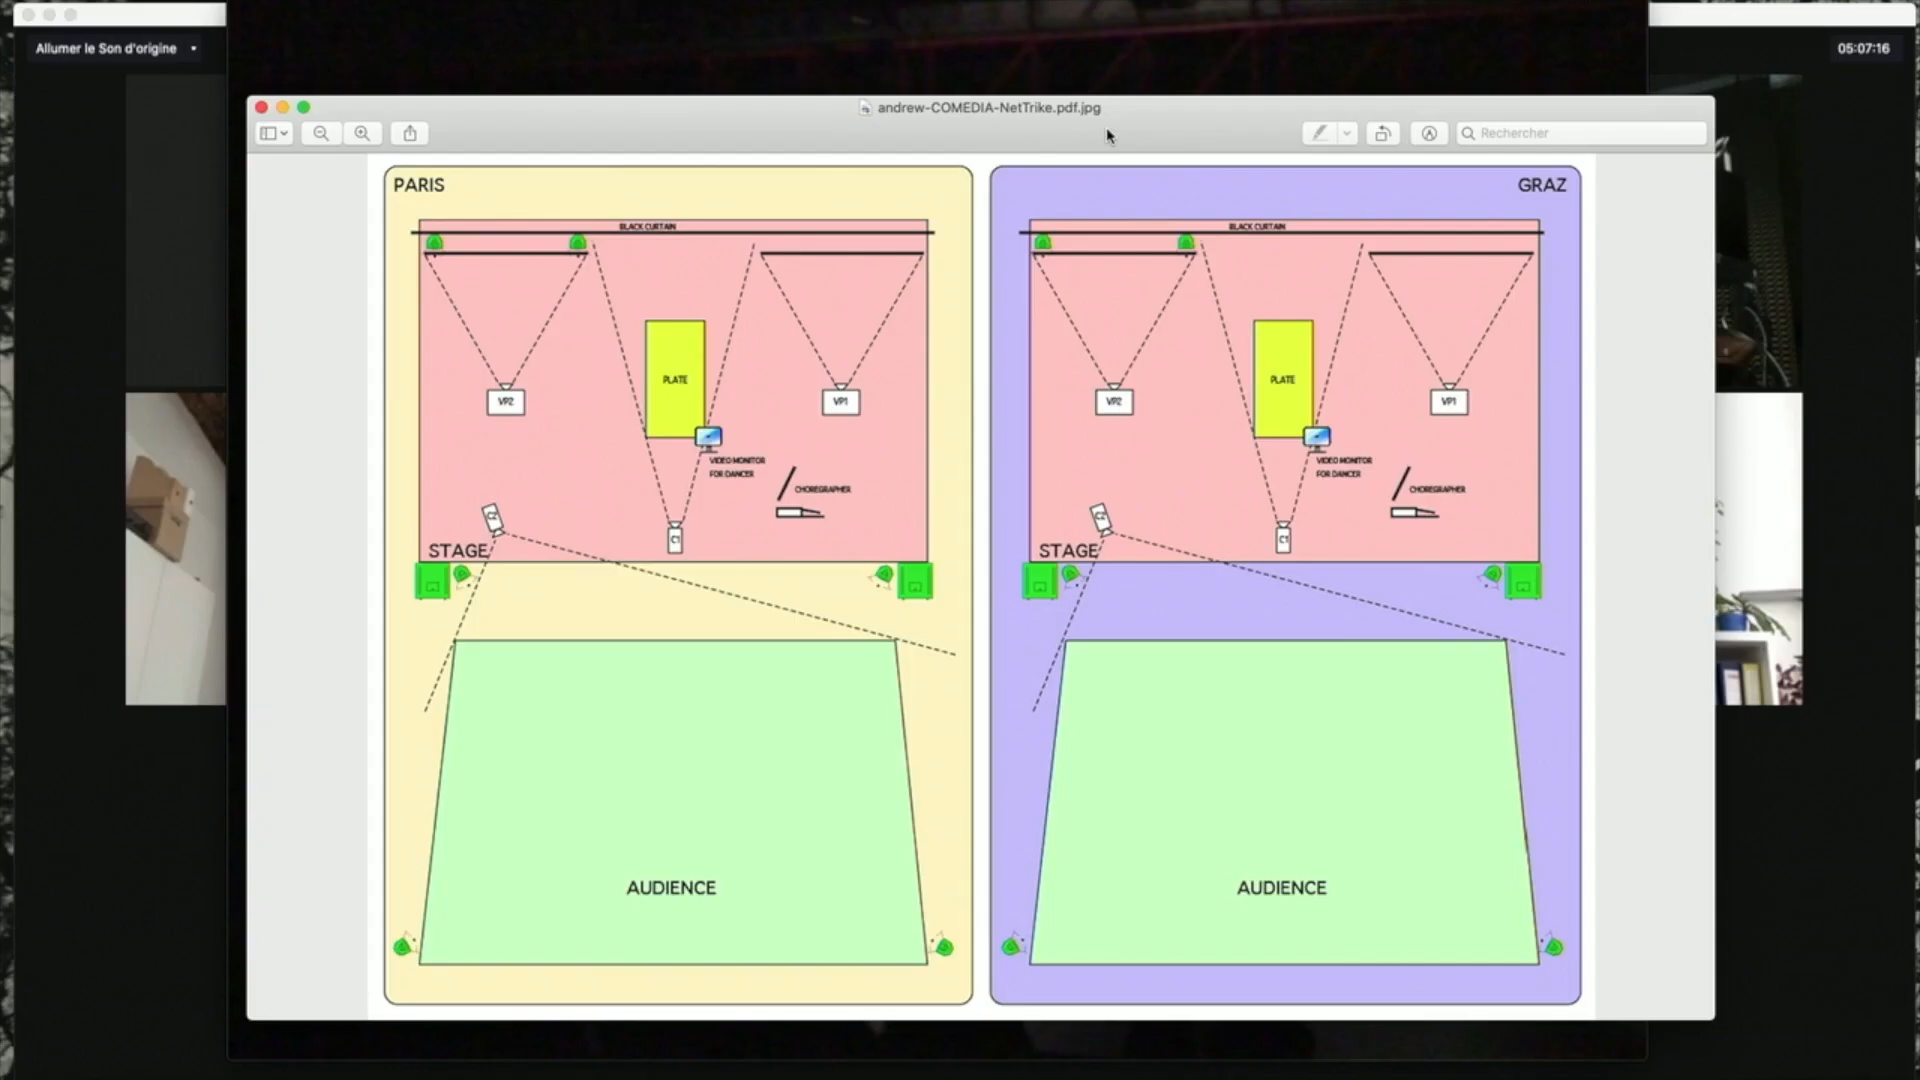 Allumer le Son d'origine
05:07:16
andrew-COMEDIA-NetTrike.pdf.jpg
Rechercher
PARIS
BLACK CURTAIN
PLATE
VP2
VP1
VIDEO MONITOR
FOR DANCER
CHOREGRAPHER
C2
C1
STAGE
AUDIENCE
GRAZ
BLACK CURTAIN
PLATE
VP2
VP1
VIDEO MONITOR
FOR DANCER
CHOREGRAPHER
C2
C1
STAGE
AUDIENCE